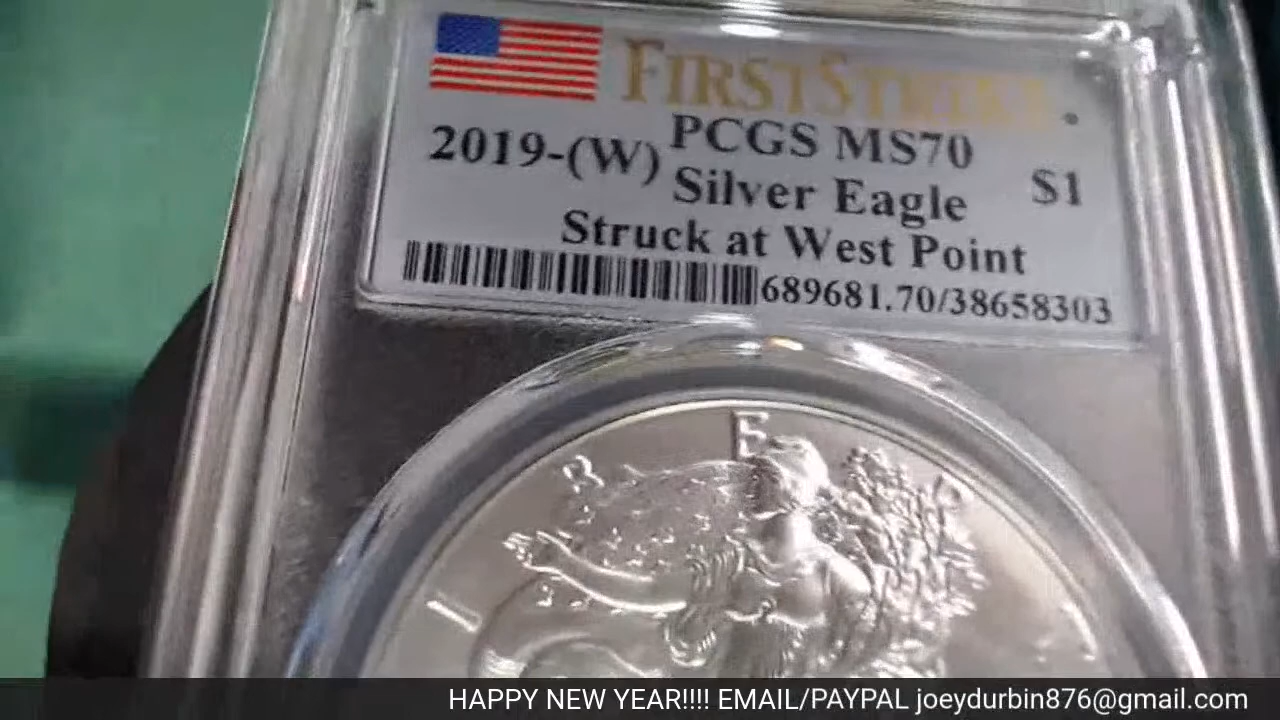 FIRSTSTRIKE
PCGS MS70
2019-(W)
Silver Eagle
$1
Struck at West Point
689681.70/38658303
I
B
E
HAPPY NEW YEAR!!!! EMAIL/PAYPAL joeydurbin876@gmail.com